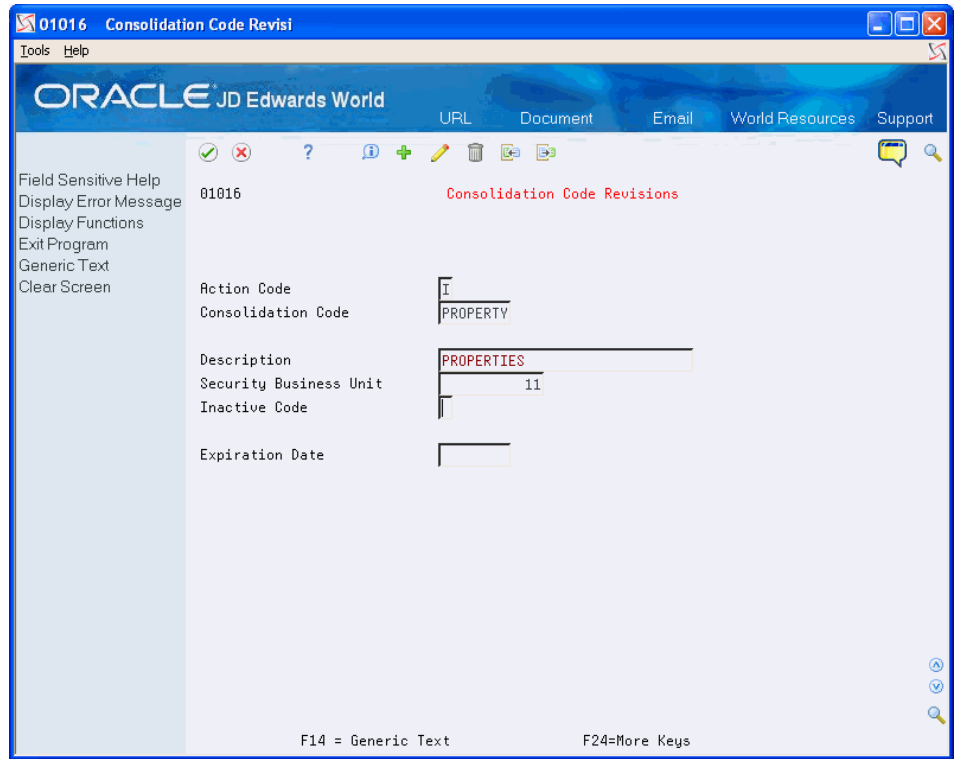 01016 Consolidation Code Revisi
Tools Help
ORACLE JD Edwards World
URL Document Email World Resources Support
?
Field Sensitive Help
Display Error Message
Display Functions
Exit Program
Generic Text
Clear Screen
01016 Consolidation Code Revisions
Action Code I
Consolidation Code PROPERTY
Description PROPERTIES
Security Business Unit 11
Inactive Code
Expiration Date
F14 = Generic Text F24=More Keys